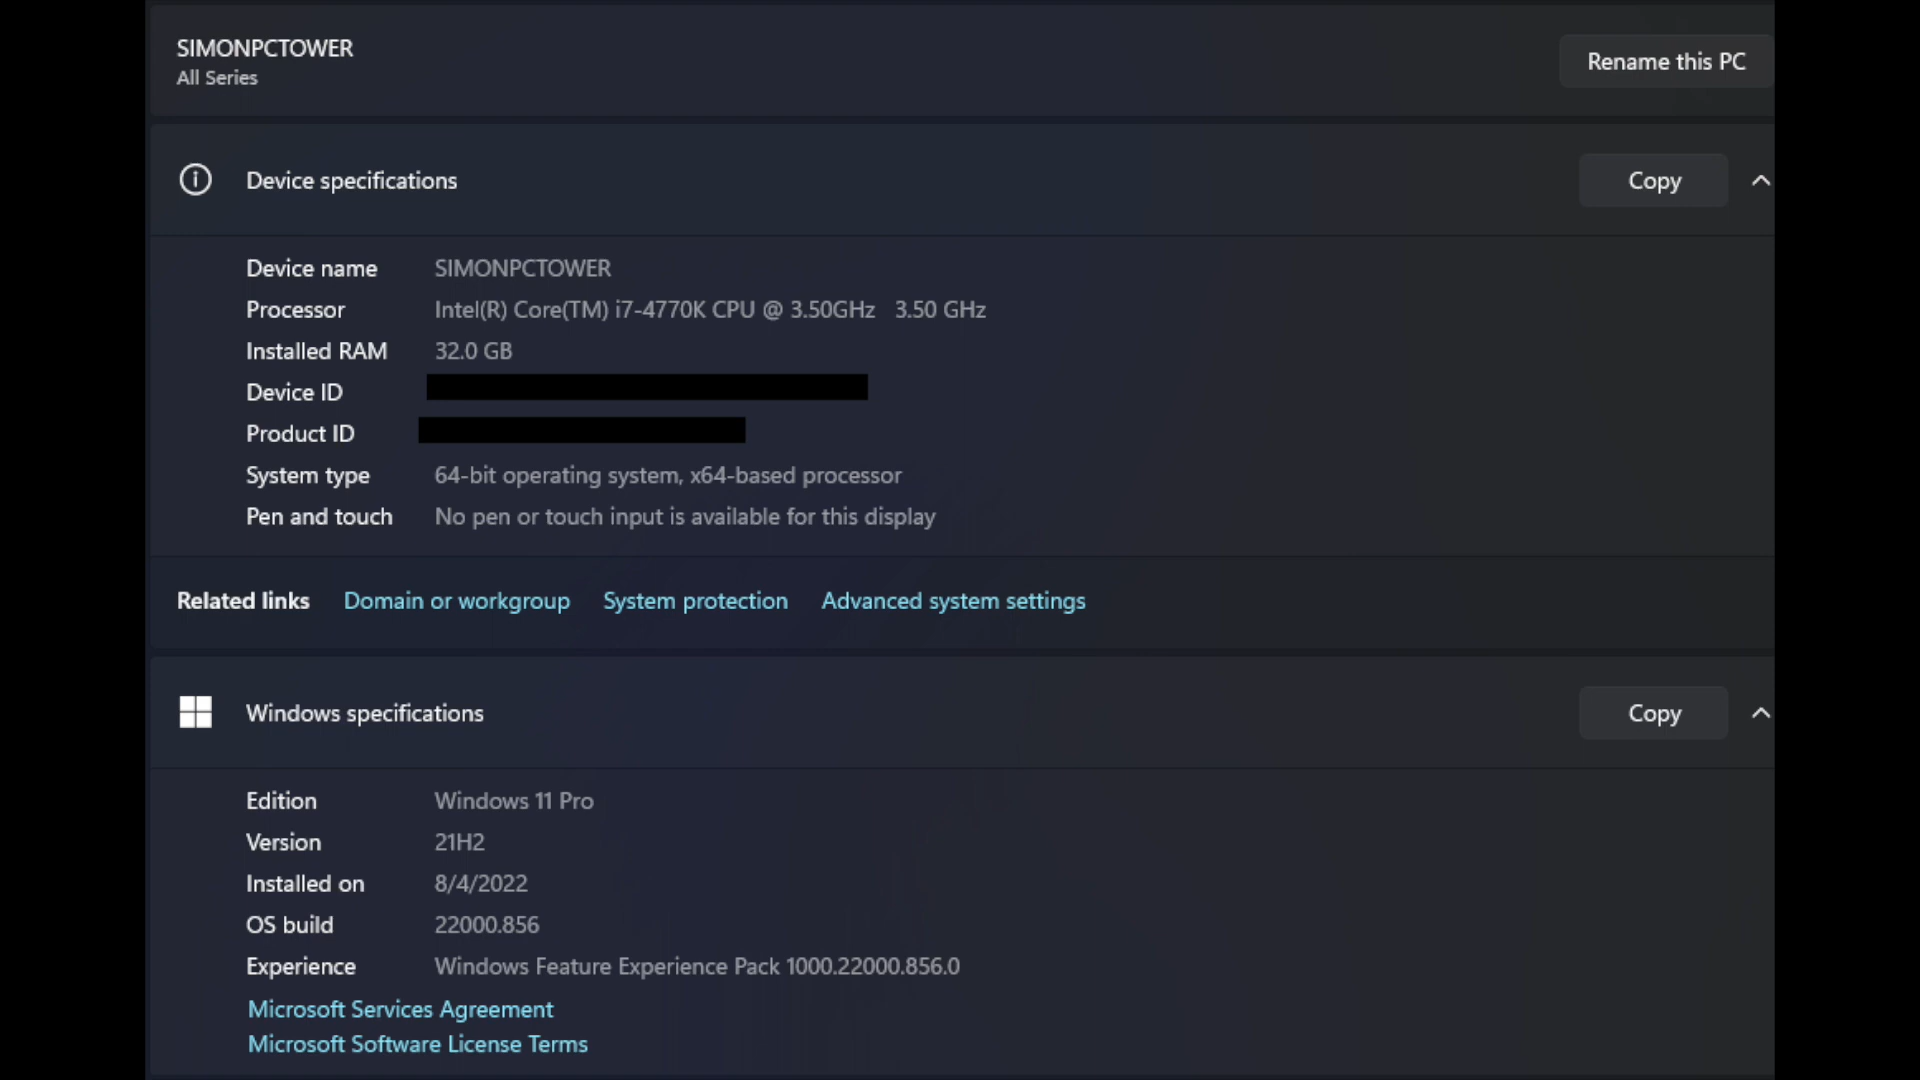 SIMONPCTOWER
All Series
Rename this PC
Device specifications
Copy
Device name SIMONPCTOWER
Processor Intel(R) Core(TM) i7-4770K CPU @ 3.50GHz 3.50 GHz
Installed RAM 32.0 GB
Device ID
Product ID
System type 64-bit operating system, x64-based processor
Pen and touch No pen or touch input is available for this display
Related links Domain or workgroup System protection Advanced system settings
Windows specifications
Copy
Edition Windows 11 Pro
Version 21H2
Installed on 8/4/2022
OS build 22000.856
Experience Windows Feature Experience Pack 1000.22000.856.0
Microsoft Services Agreement
Microsoft Software License Terms